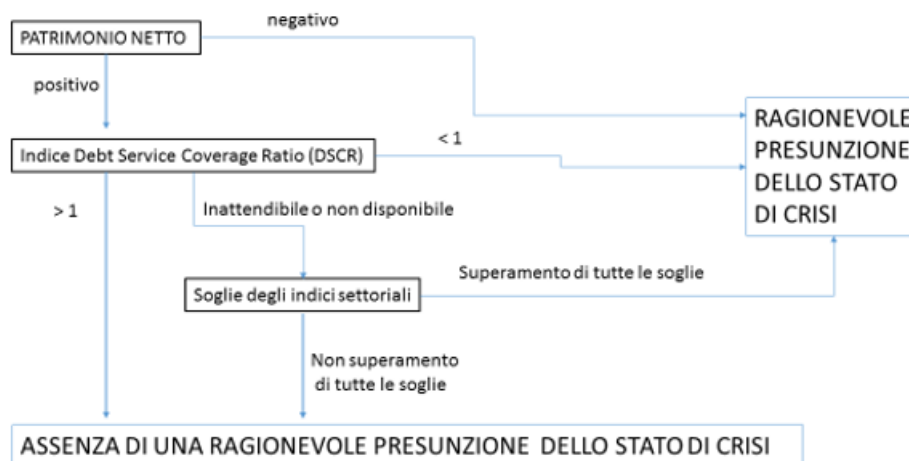 negativo
PATRIMONIO NETTO
positivo
RAGIONEVOLE
PRESUNZIONE
DELLO STATO
DI CRISI
< 1
Indice Debt Service Coverage Ratio (DSCR)
> 1
Inattendibile o non disponibile
Superamento di tutte le soglie
Soglie degli indici settoriali
Non superamento
di tutte le soglie
ASSENZA DI UNA RAGIONEVOLE PRESUNZIONE DELLO STATO DI CRISI